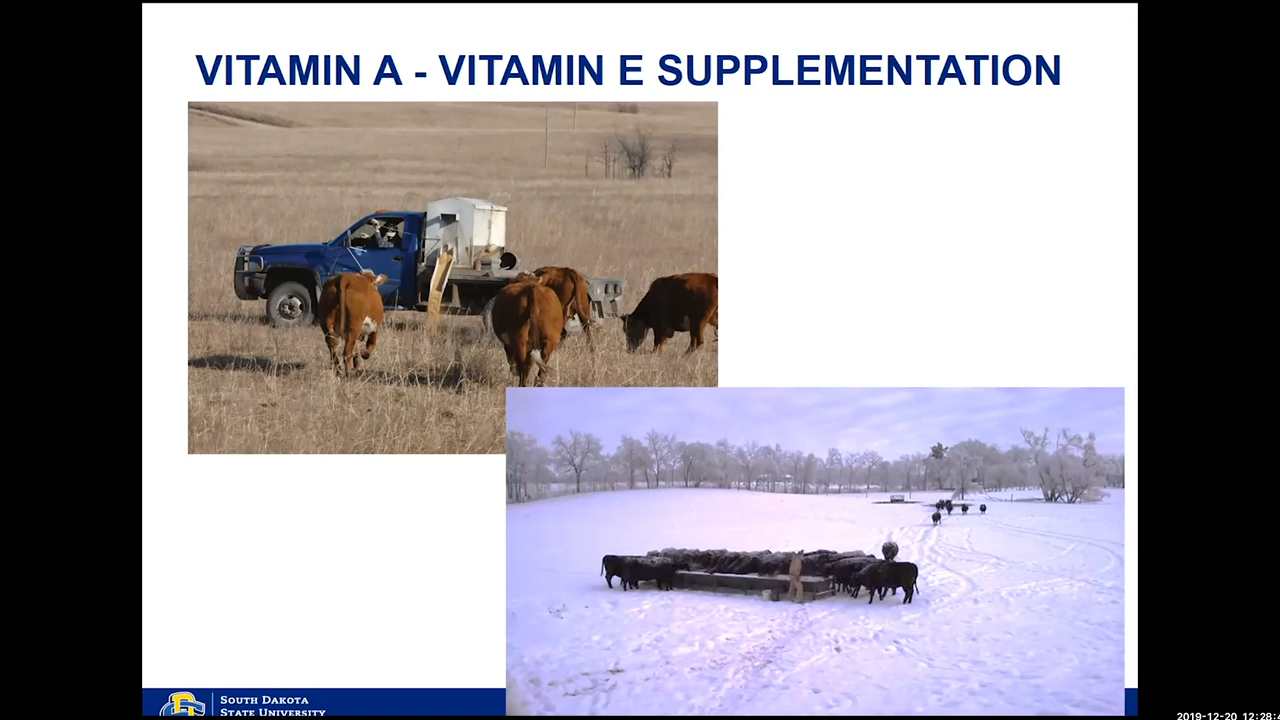 VITAMIN A - VITAMIN E SUPPLEMENTATION
SOUTH DAKOTA
STATE UNIVERSITY
2019-12-20 12:28: